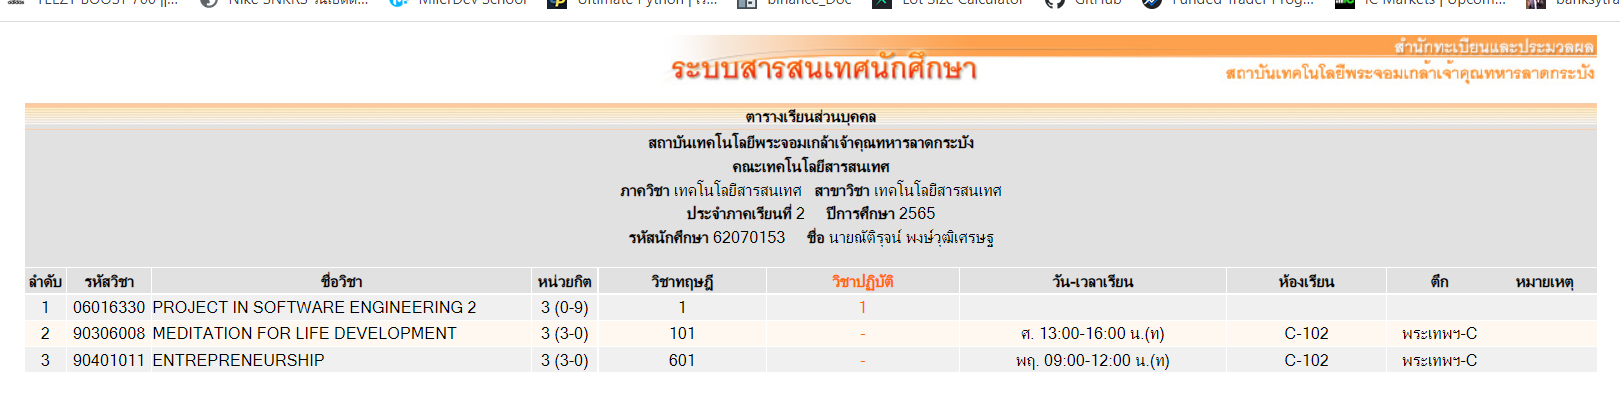 YEEZY BOOST 700 ||... Nike SNKRS วันเปิดตั... MilerDev School Ultimate Python | เ... binance_Doc Lot Size Calculator GitHub Funded Trader Prog... IC Markets | Upcom... banksytra
สำนักทะเบียนและประมวลผล
ระบบสารสนเทศนักศึกษา
สถาบันเทคโนโลยีพระจอมเกล้าเจ้าคุณทหารลาดกระบัง
ตารางเรียนส่วนบุคคล
สถาบันเทคโนโลยีพระจอมเกล้าเจ้าคุณทหารลาดกระบัง
คณะเทคโนโลยีสารสนเทศ
ภาควิชา เทคโนโลยีสารสนเทศ สาขาวิชา เทคโนโลยีสารสนเทศ
ประจำภาคเรียนที่ 2 ปีการศึกษา 2565
รหัสนักศึกษา 62070153 ชื่อ นายณัติรุจน์ พงษ์วุฒิเศรษฐ
ลำดับ รหัสวิชา ชื่อวิชา หน่วยกิต วิชาทฤษฎี วิชาปฏิบัติ วัน-เวลาเรียน ห้องเรียน ตึก หมายเหตุ
1 06016330 PROJECT IN SOFTWARE ENGINEERING 2 3 (0-9) 1 1
2 90306008 MEDITATION FOR LIFE DEVELOPMENT 3 (3-0) 101 - ศ. 13:00-16:00 น.(ท) C-102 พระเทพฯ-C
3 90401011 ENTREPRENEURSHIP 3 (3-0) 601 - พฤ. 09:00-12:00 น.(ท) C-102 พระเทพฯ-C